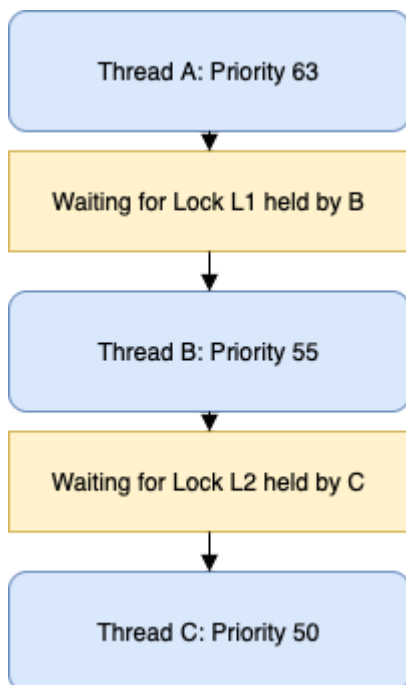 Thread A: Priority 63
Waiting for Lock L1 held by B
Thread B: Priority 55
Waiting for Lock L2 held by C
Thread C: Priority 50